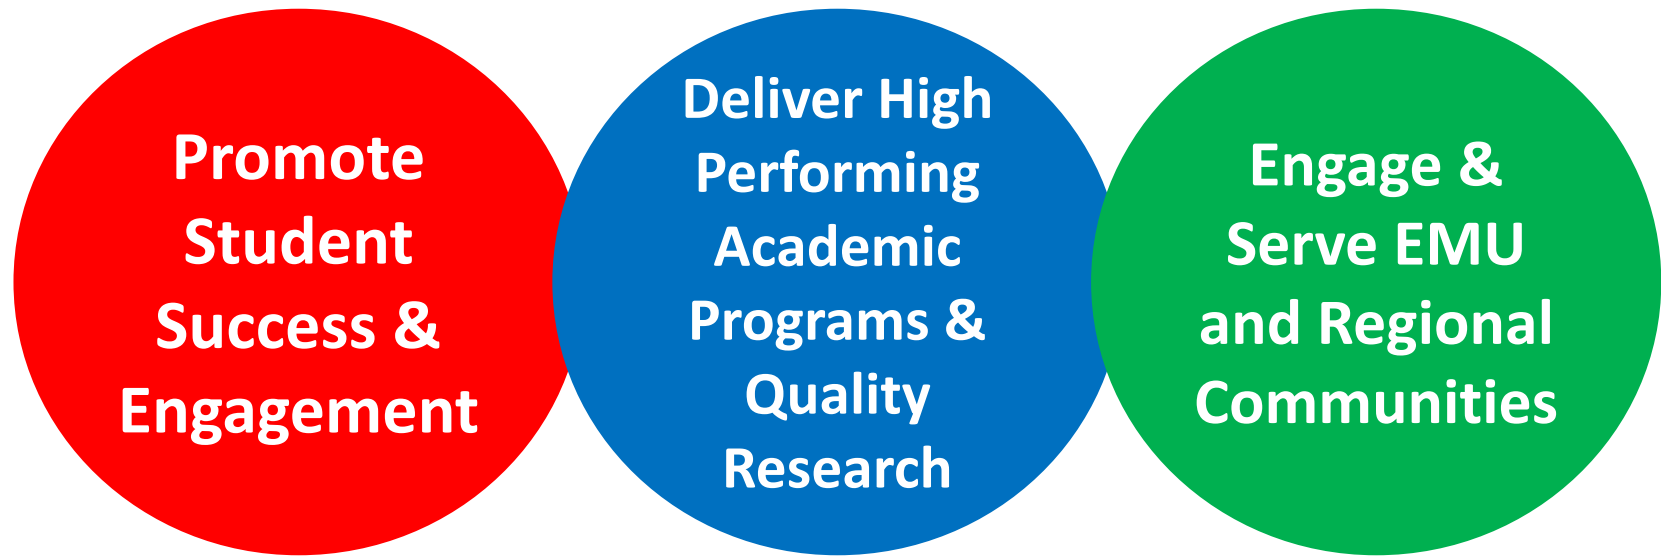 Promote
Student
Success &
Engagement
Deliver High
Performing
Academic
Programs &
Quality
Research
Engage &
Serve EMU
and Regional
Communities